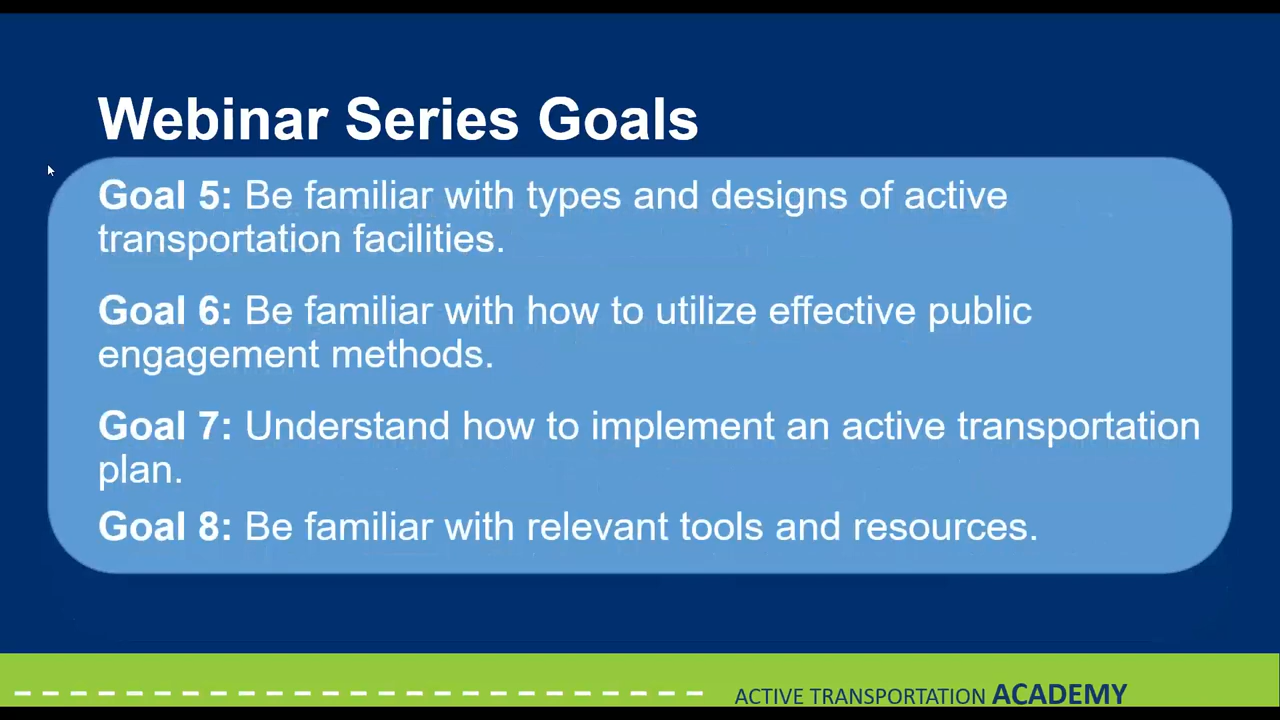 Webinar Series Goals
Goal 5: Be familiar with types and designs of active
transportation facilities.
Goal 6: Be familiar with how to utilize effective public
engagement methods.
Goal 7: Understand how to implement an active transportation
plan.
Goal 8: Be familiar with relevant tools and resources.
ACTIVE TRANSPORTATION ACADEMY